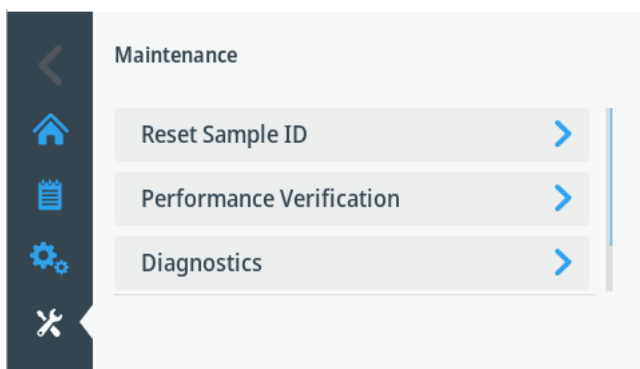 Maintenance
Reset Sample ID
Performance Verification
Diagnostics